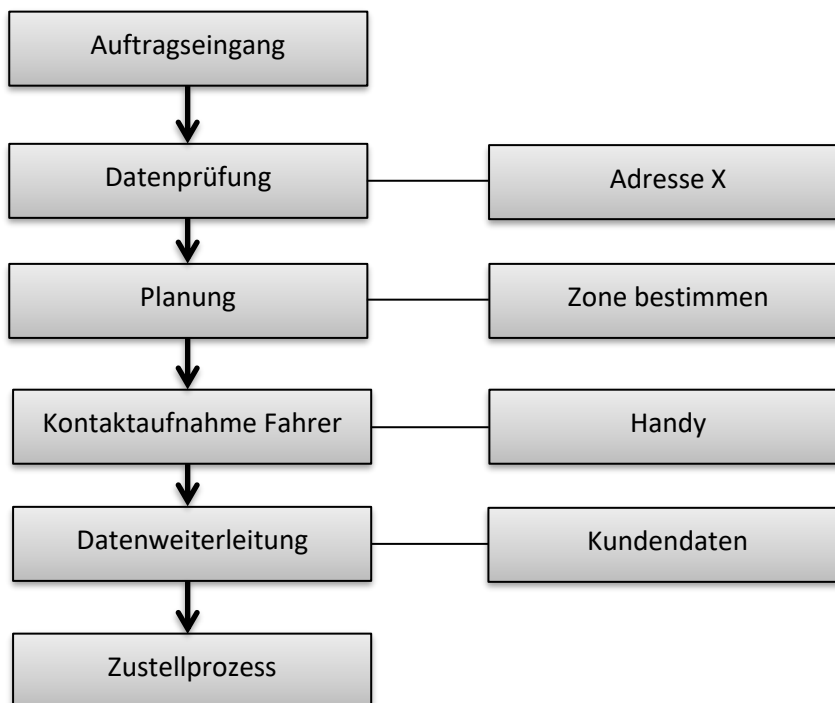 Auftragseingang
Datenprüfung
Adresse X
Planung
Zone bestimmen
Kontaktaufnahme Fahrer
Handy
Datenweiterleitung
Kundendaten
Zustellprozess